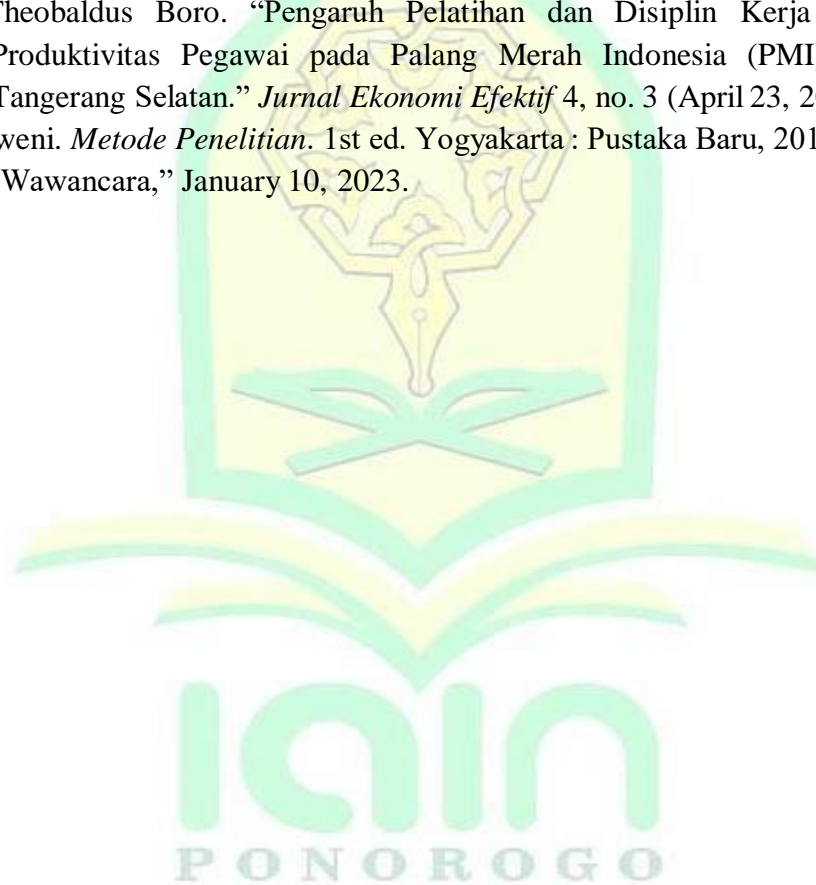 Theobaldus Boro. “Pengaruh Pelatihan dan Disiplin Kerja
Produktivitas Pegawai pada Palang Merah Indonesia (PMI)
Tangerang Selatan.” Jurnal Ekonomi Efektif 4, no. 3 (April 23, 20
weni. Metode Penelitian. 1st ed. Yogyakarta : Pustaka Baru, 201
“Wawancara,” January 10, 2023.
IAIN
PONOROGO